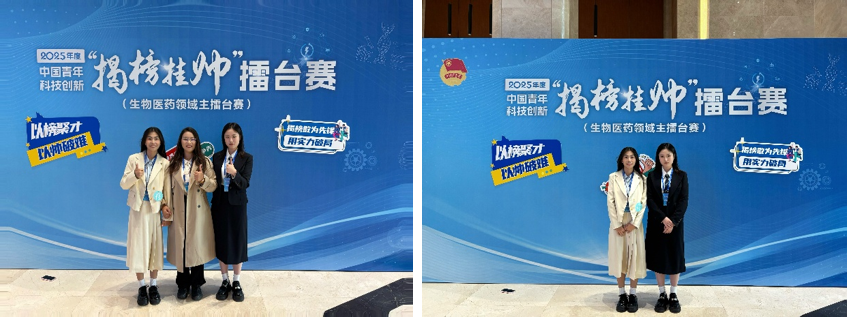 2025年度
中国青年
科技创新
“揭榜挂帅”擂台赛
（生物医药领域主擂台赛）
以榜聚才
以帅破难
揭榜敢为先锋
用实力破局
2025年度
中国青年
科技创新
“揭榜挂帅”擂台赛
（生物医药领域主擂台赛）
以榜聚才
以帅破难
揭榜敢为先锋
用实力破局